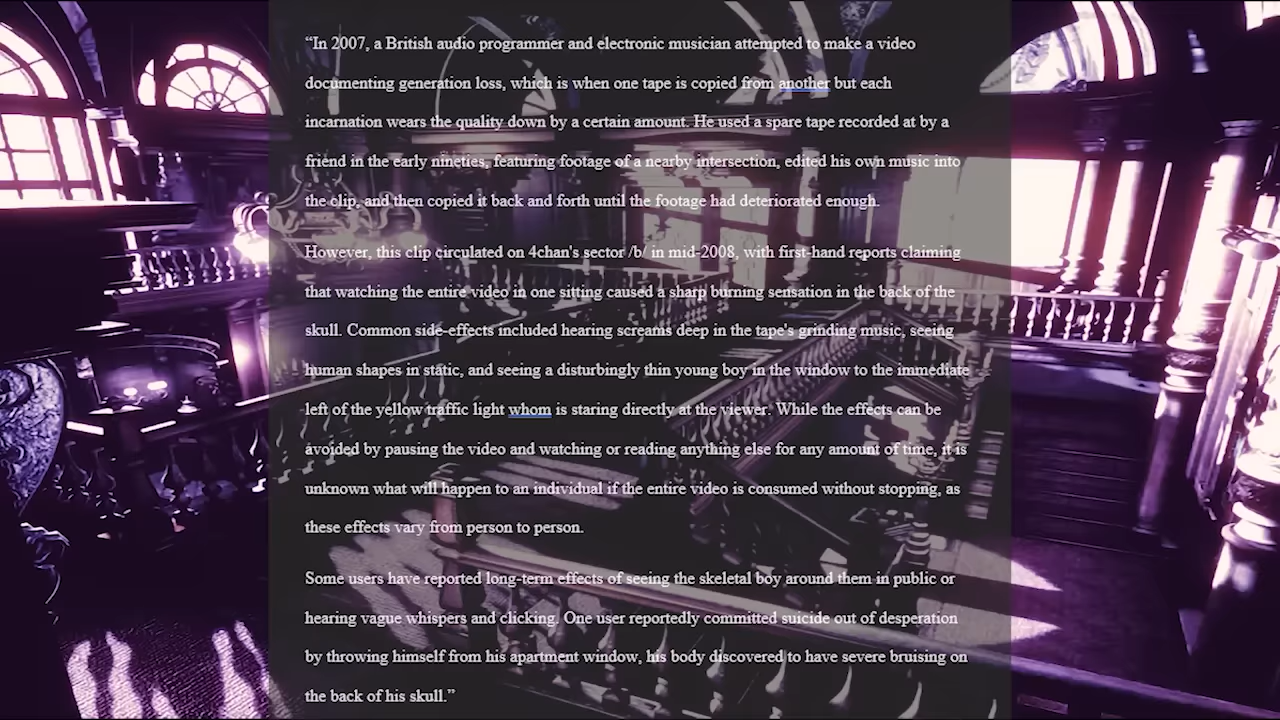 “In 2007, a British audio programmer and electronic musician attempted to make a video
documenting generation loss, which is when one tape is copied from another but each
incarnation wears the quality down by a certain amount. He used a spare tape recorded at by a
friend in the early nineties, featuring footage of a nearby intersection, edited his own music into
the clip, and then copied it back and forth until the footage had deteriorated enough.
However, this clip circulated on 4chan's sector /b/ in mid-2008, with first-hand reports claiming
that watching the entire video in one sitting caused a sharp burning sensation in the back of the
skull. Common side-effects included hearing screams deep in the tape's grinding music, seeing
human shapes in static, and seeing a disturbingly thin young boy in the window to the immediate
left of the yellow traffic light whom is staring directly at the viewer. While the effects can be
avoided by pausing the video and watching or reading anything else for any amount of time, it is
unknown what will happen to an individual if the entire video is consumed without stopping, as
these effects vary from person to person.
Some users have reported long-term effects of seeing the skeletal boy around them in public or
hearing vague whispers and clicking. One user reportedly committed suicide out of desperation
by throwing himself from his apartment window, his body discovered to have severe bruising on
the back of his skull.”